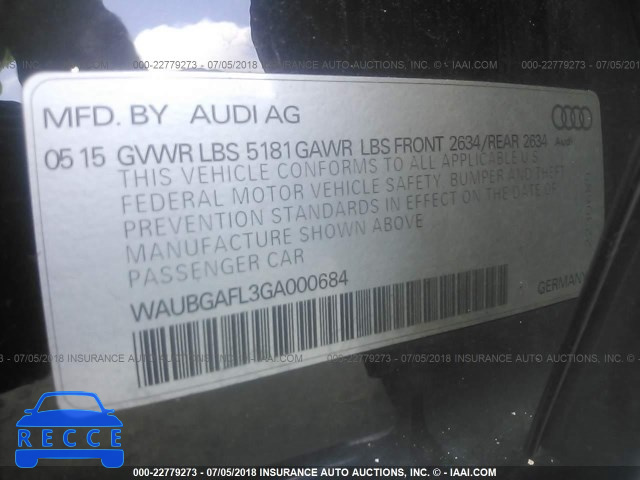 000-22779273 - 07/05/2018 INSURANCE AUTO AUCTIONS, INC. - © IAAI.COM
MFD. BY AUDI AG
Audi
05 15 GVWR LBS 5181 GAWR LBS FRONT 2634/REAR 2634
THIS VEHICLE CONFORMS TO ALL APPLICABLE U.S.
FEDERAL MOTOR VEHICLE SAFETY, BUMPER AND THEFT
PREVENTION STANDARDS IN EFFECT ON THE DATE OF
MANUFACTURE SHOWN ABOVE
PASSENGER CAR
WAUBGAFL3GA000684
GERMANY
000-22779273 - 07/05/2018 INSURANCE AUTO AUCTIONS, INC. - © IAAI.COM
RECCE
000-22779273 - 07/05/2018 INSURANCE AUTO AUCTIONS, INC. - © IAAI.COM